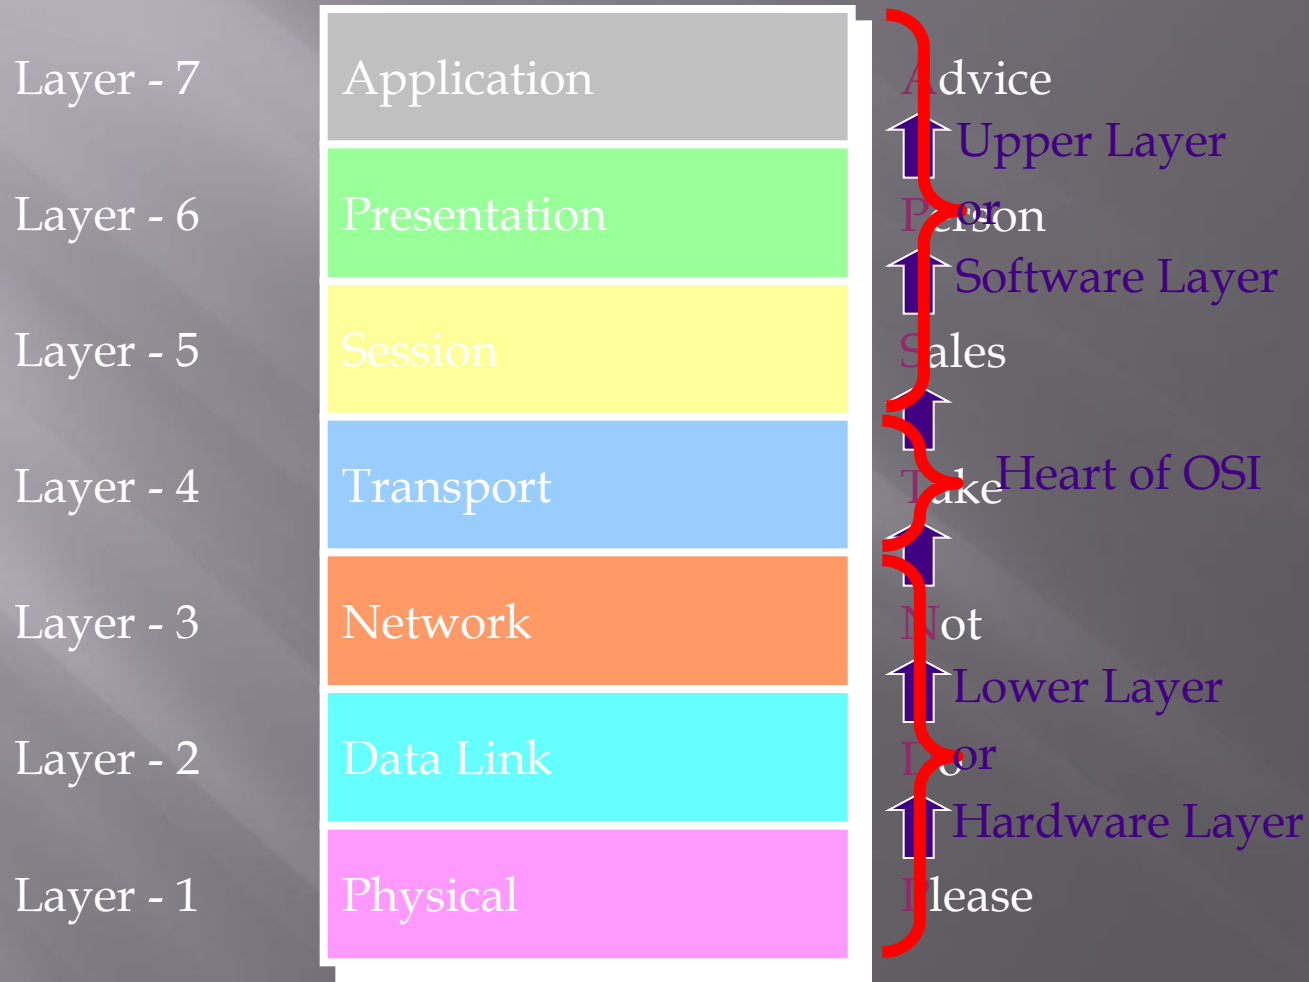 Layer - 7 Application Advice
Upper Layer
Layer - 6 Presentation Person
or
Software Layer
Layer - 5 Session Sales
Layer - 4 Transport Take
Heart of OSI
Layer - 3 Network Not
Lower Layer
Layer - 2 Data Link Do
or
Hardware Layer
Layer - 1 Physical Please